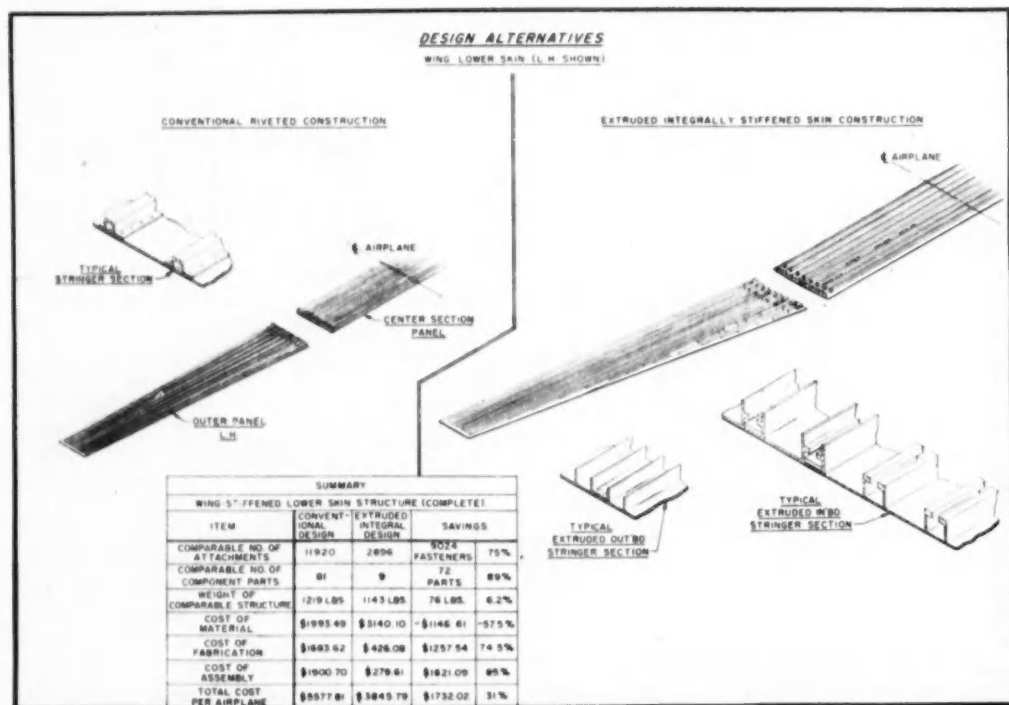 DESIGN ALTERNATIVES
WING LOWER SKIN (L.H. SHOWN)
CONVENTIONAL RIVETED CONSTRUCTION
EXTRUDED INTEGRALLY STIFFENED SKIN CONSTRUCTION
℄ AIRPLANE
TYPICAL
STRINGER SECTION
℄ AIRPLANE
CENTER SECTION
PANEL
OUTER PANEL
L.H.
TYPICAL
EXTRUDED OUT'BD
STRINGER SECTION
TYPICAL
EXTRUDED IN'BD
STRINGER SECTION
SUMMARY
WING ST-FFENED LOWER SKIN STRUCTURE (COMPLETE)
ITEM CONVENT-IONAL DESIGN EXTRUDED INTEGRAL DESIGN SAVINGS
COMPARABLE NO. OF ATTACHMENTS 11920 2896 9024 FASTENERS 75%
COMPARABLE NO. OF COMPONENT PARTS 81 9 72 PARTS 89%
WEIGHT OF COMPARABLE STRUCTURE 1219 LBS 1143 LBS. 76 LBS. 6.2%
COST OF MATERIAL $1993.49 $3140.10 -$1146.61 -57.5%
COST OF FABRICATION $1683.62 $426.08 $1257.54 74.5%
COST OF ASSEMBLY $1900.70 $279.61 $1621.09 85%
TOTAL COST PER AIRPLANE $5577.81 $3845.79 $1732.02 31%